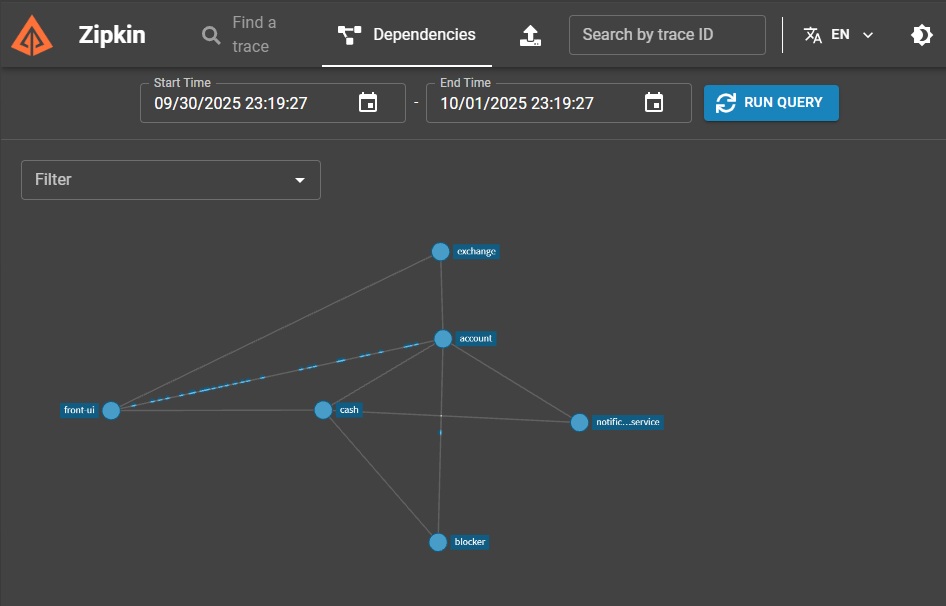 Zipkin
Find a
trace
Dependencies
Search by trace ID
EN
Start Time
09/30/2025 23:19:27
-
End Time
10/01/2025 23:19:27
RUN QUERY
Filter
exchange
account
front-ui
cash
notific...service
blocker